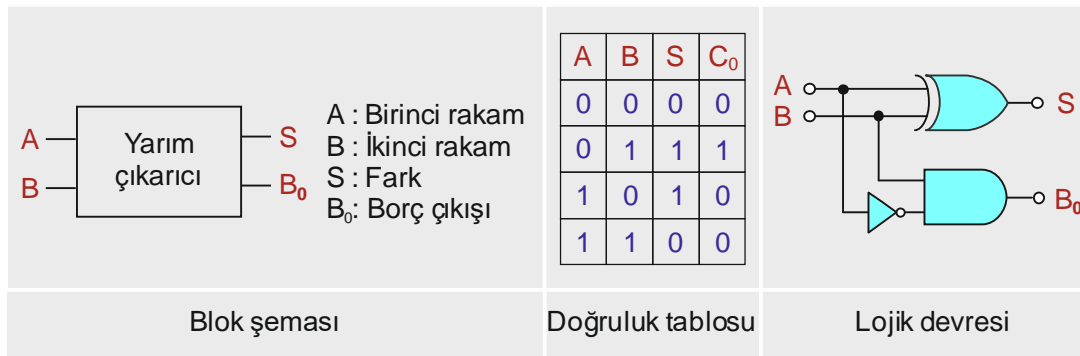 A
B
Yarım
çıkarıcı
S
B₀
A : Birinci rakam
B : İkinci rakam
S : Fark
B₀: Borç çıkışı
A B S C₀
0 0 0 0
0 1 1 1
1 0 1 0
1 1 0 0
A
B
S
B₀
Blok şeması
Doğruluk tablosu
Lojik devresi